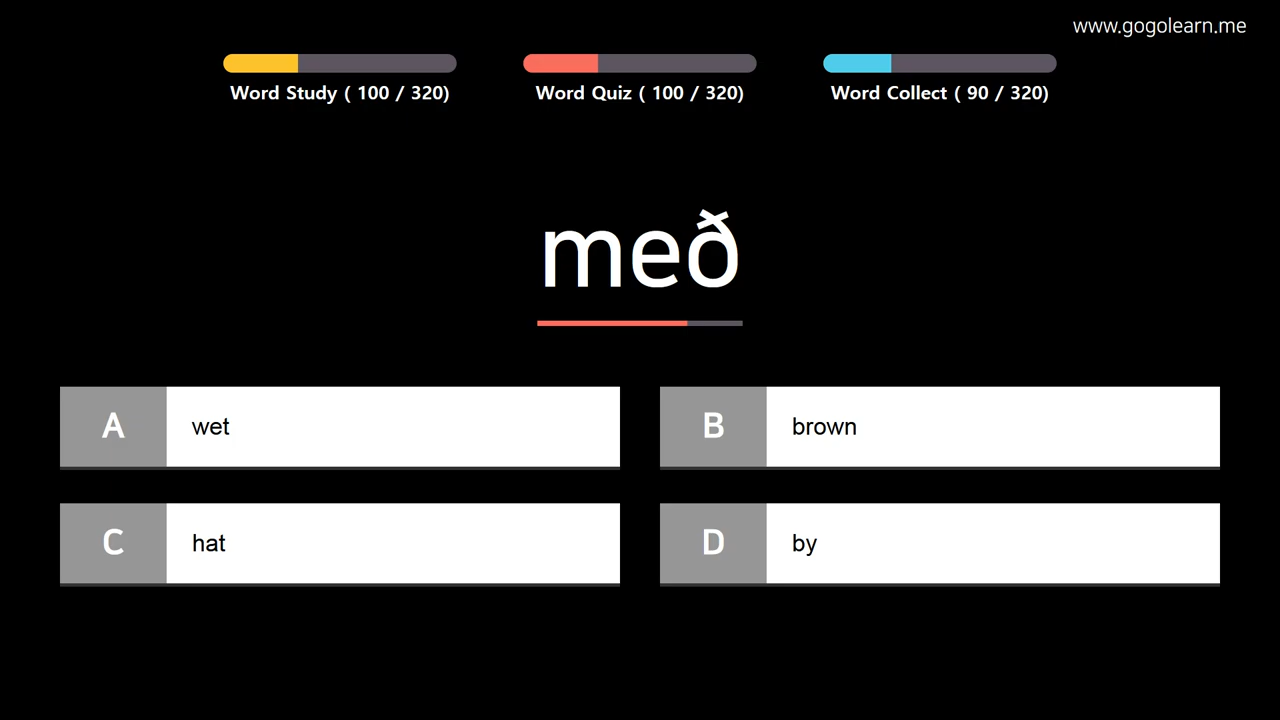 www.gogolearn.me
Word Study ( 100 / 320)
Word Quiz ( 100 / 320)
Word Collect ( 90 / 320)
með
A wet
B brown
C hat
D by